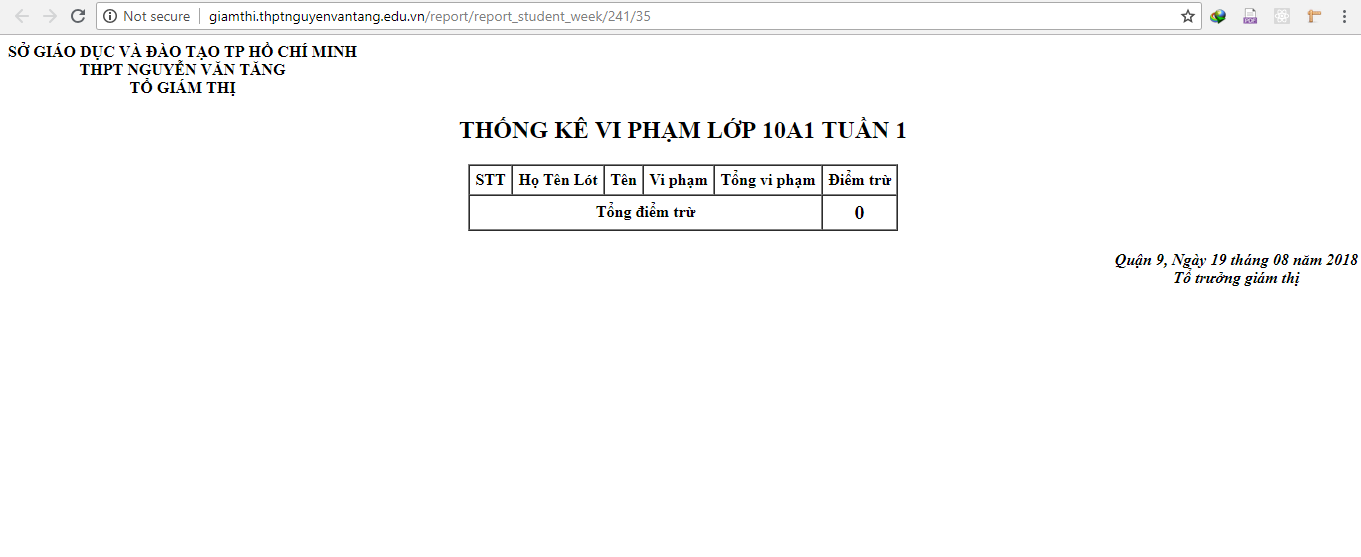 Not secure | giamthi.thptnguyenvantang.edu.vn/report/report_student_week/241/35
SỞ GIÁO DỤC VÀ ĐÀO TẠO TP HỒ CHÍ MINH
THPT NGUYỄN VĂN TĂNG
TỔ GIÁM THỊ
THỐNG KÊ VI PHẠM LỚP 10A1 TUẦN 1
STT Họ Tên Lót Tên Vi phạm Tổng vi phạm Điểm trừ
Tổng điểm trừ 0
Quận 9, Ngày 19 tháng 08 năm 2018
Tổ trưởng giám thị